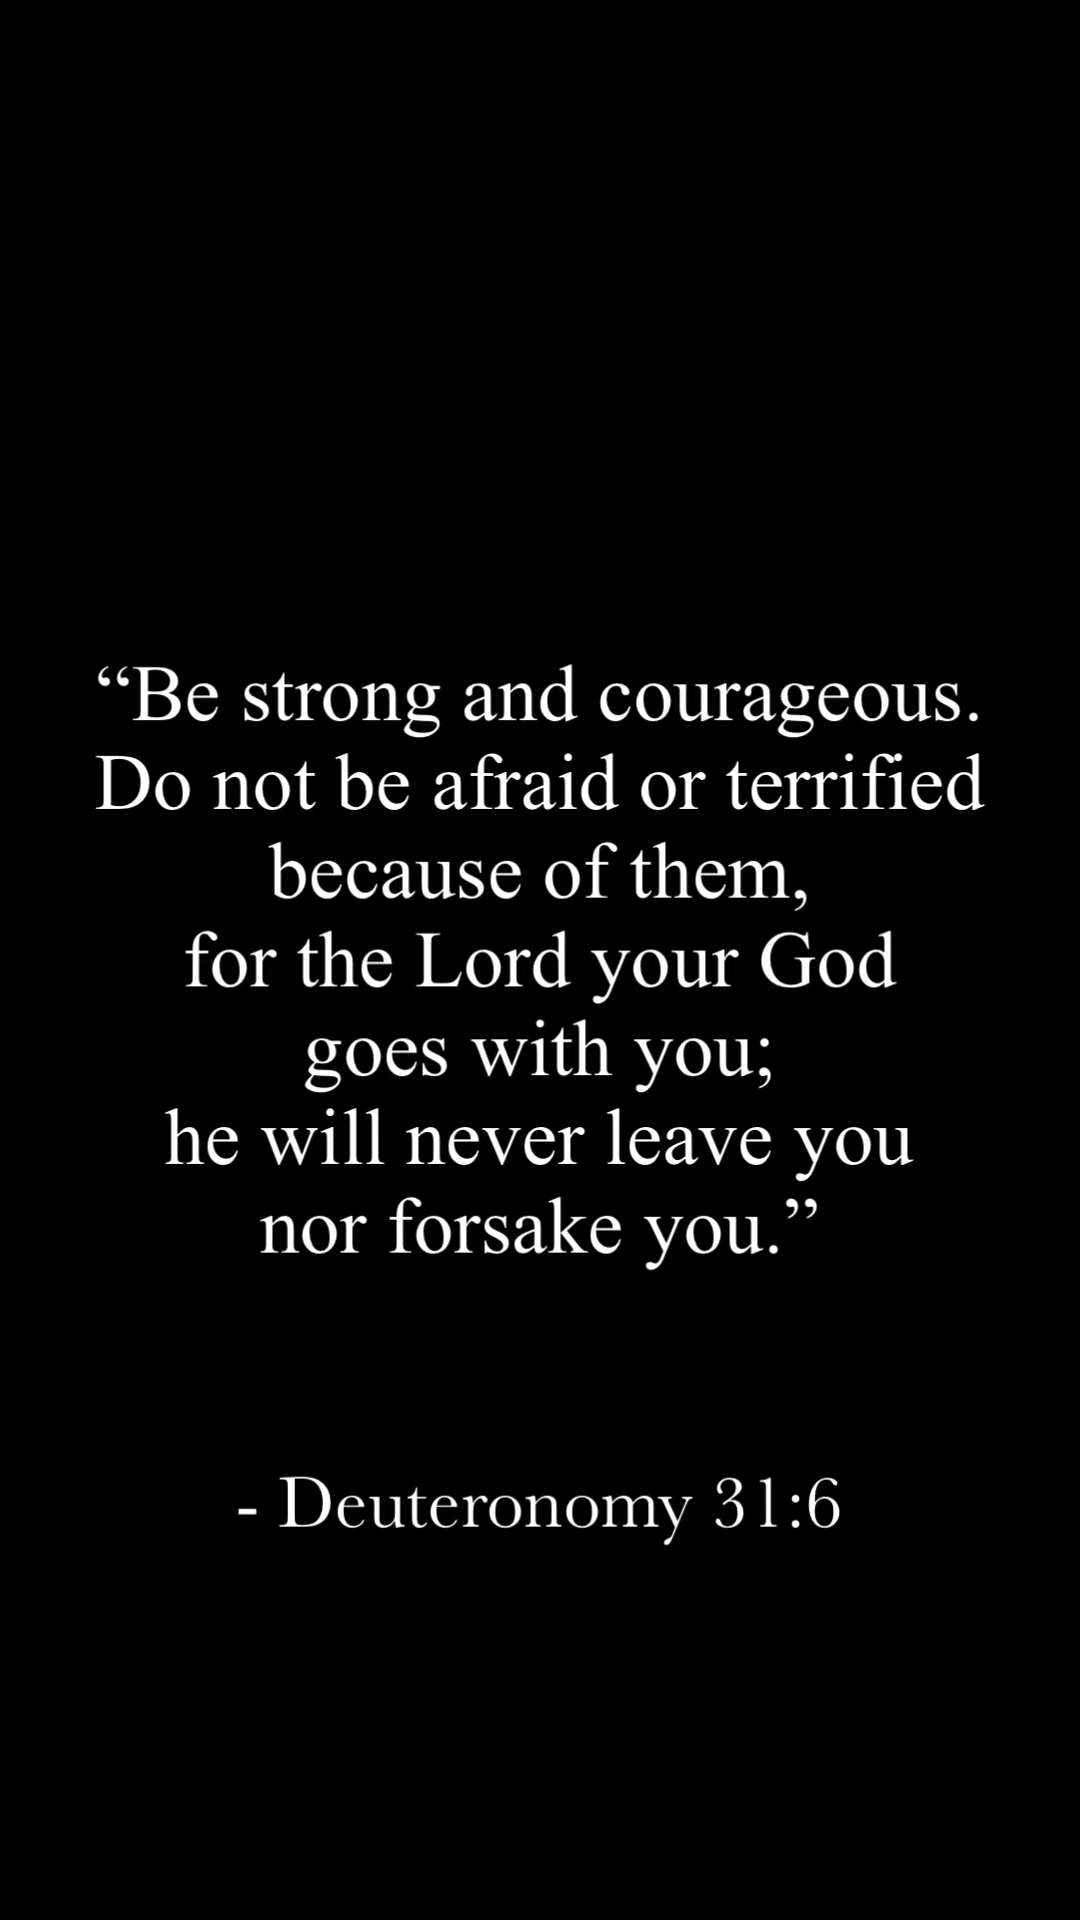 “Be strong and courageous.
Do not be afraid or terrified
because of them,
for the Lord your God
goes with you;
he will never leave you
nor forsake you.”
- Deuteronomy 31:6